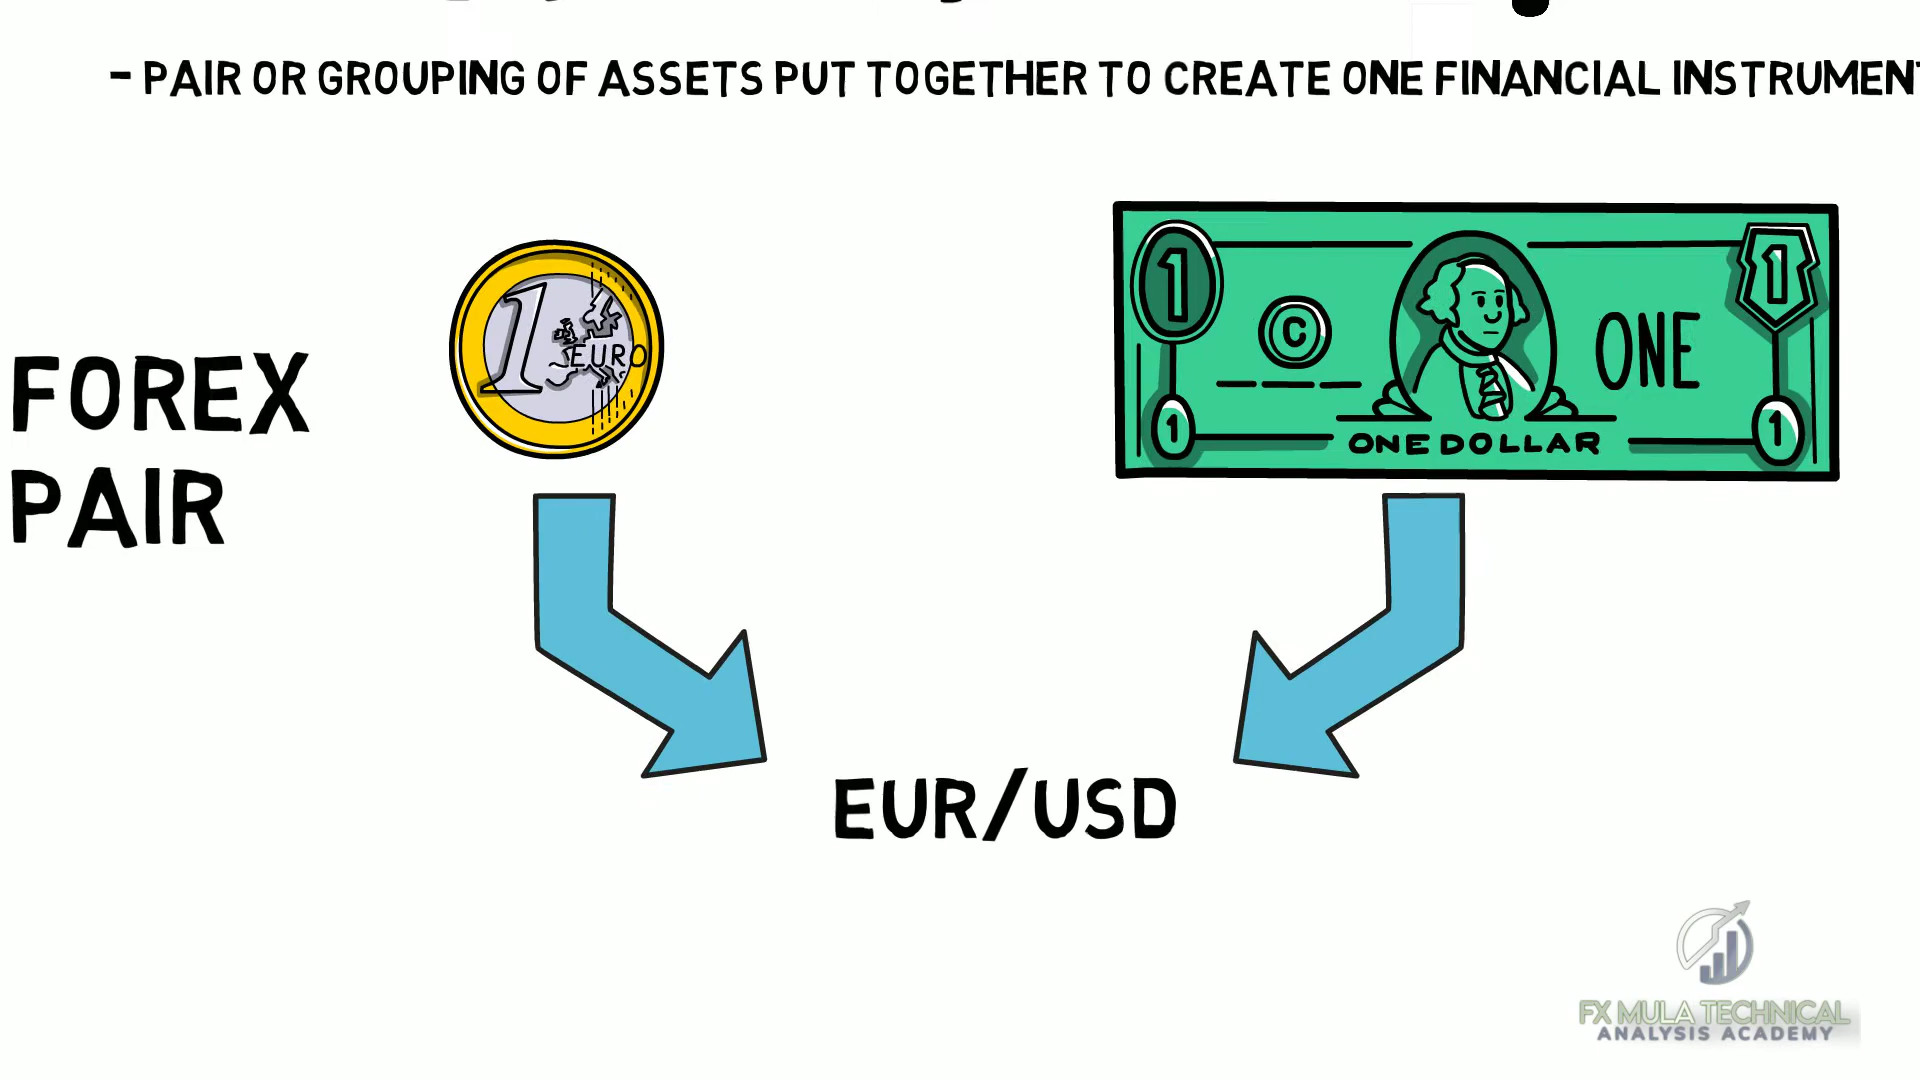 - PAIR OR GROUPING OF ASSETS PUT TOGETHER TO CREATE ONE FINANCIAL INSTRUMENT
1
EURO
1
1
C
ONE
1
1
ONE DOLLAR
FOREX
PAIR
EUR/USD
FX MULA TECHNICAL
ANALYSIS ACADEMY